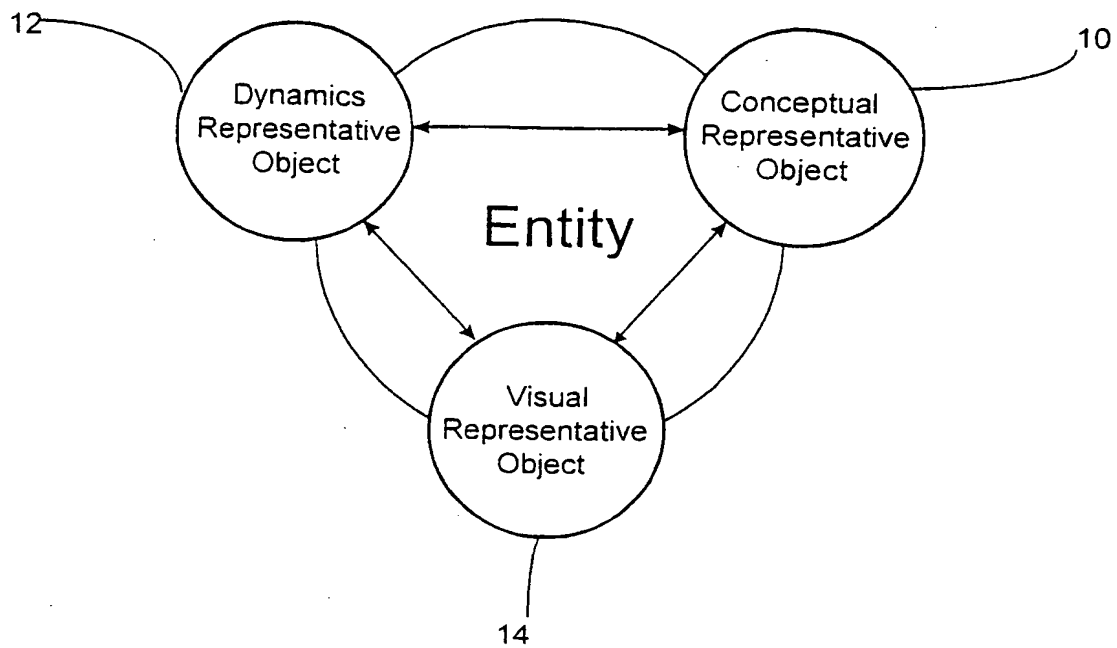 12
10
Dynamics
Representative
Object
Conceptual
Representative
Object
Entity
Visual
Representative
Object
14